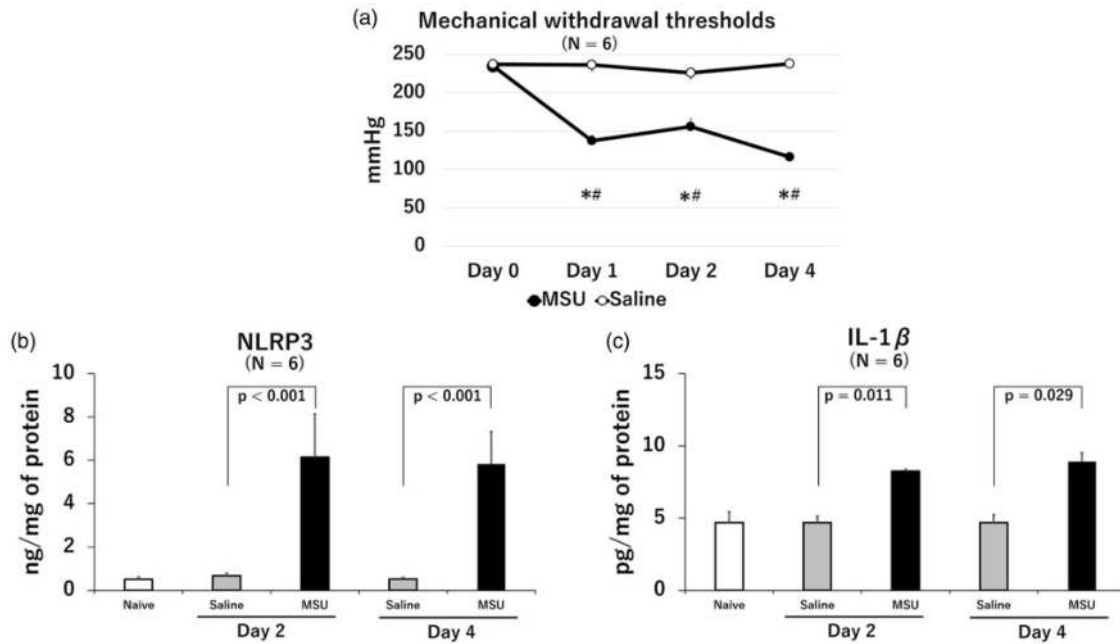 (a) Mechanical withdrawal thresholds
(N = 6)
250
200
150
100
50
0
mmHg
*# *# *#
Day 0 Day 1 Day 2 Day 4
MSU Saline
(b) NLRP3
(N = 6)
10
8
6
4
2
0
ng/mg of protein
p < 0.001 p < 0.001
Naive Saline MSU Saline MSU
Day 2 Day 4
(c) IL-1β
(N = 6)
15
10
5
0
pg/mg of protein
p = 0.011 p = 0.029
Naive Saline MSU Saline MSU
Day 2 Day 4